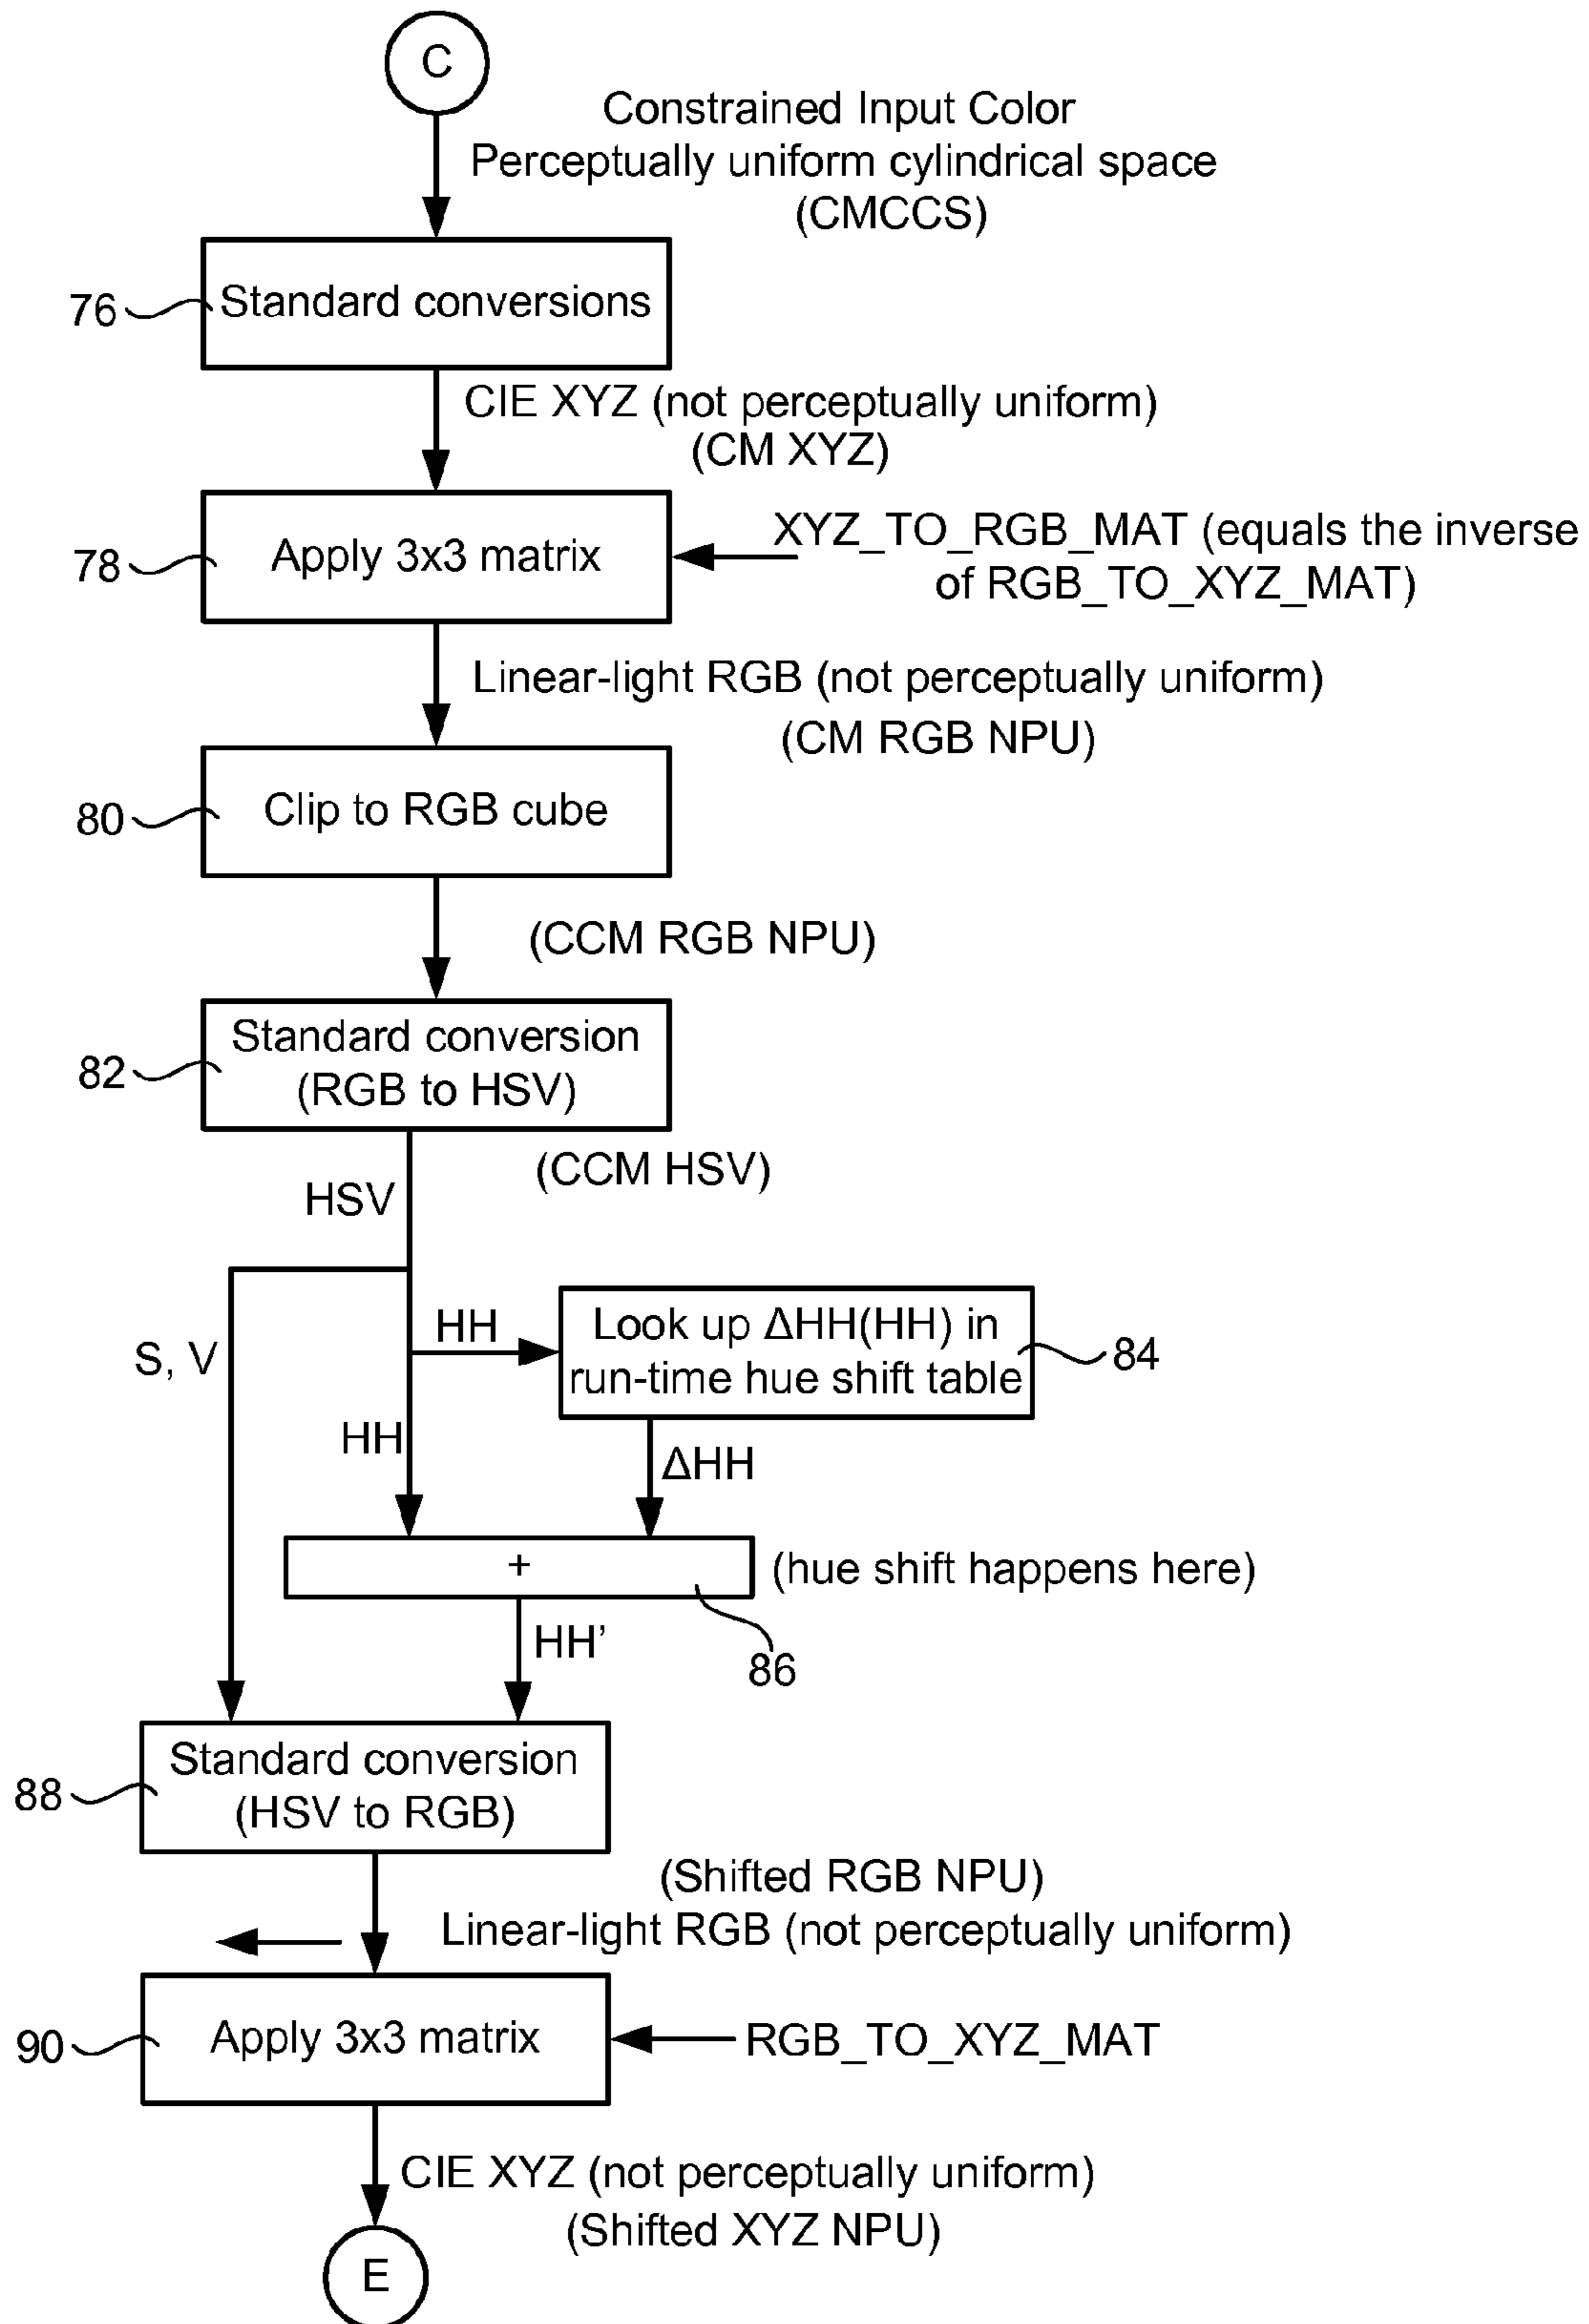 C
Constrained Input Color
Perceptually uniform cylindrical space
(CMCCS)
76
Standard conversions
CIE XYZ (not perceptually uniform)
(CM XYZ)
78
Apply 3x3 matrix
XYZ_TO_RGB_MAT (equals the inverse
of RGB_TO_XYZ_MAT)
Linear-light RGB (not perceptually uniform)
(CM RGB NPU)
80
Clip to RGB cube
(CCM RGB NPU)
82
Standard conversion
(RGB to HSV)
(CCM HSV)
HSV
S, V
HH
Look up ΔHH(HH) in
run-time hue shift table
84
HH
ΔHH
+
(hue shift happens here)
86
HH’
88
Standard conversion
(HSV to RGB)
(Shifted RGB NPU)
Linear-light RGB (not perceptually uniform)
90
Apply 3x3 matrix
RGB_TO_XYZ_MAT
CIE XYZ (not perceptually uniform)
(Shifted XYZ NPU)
E